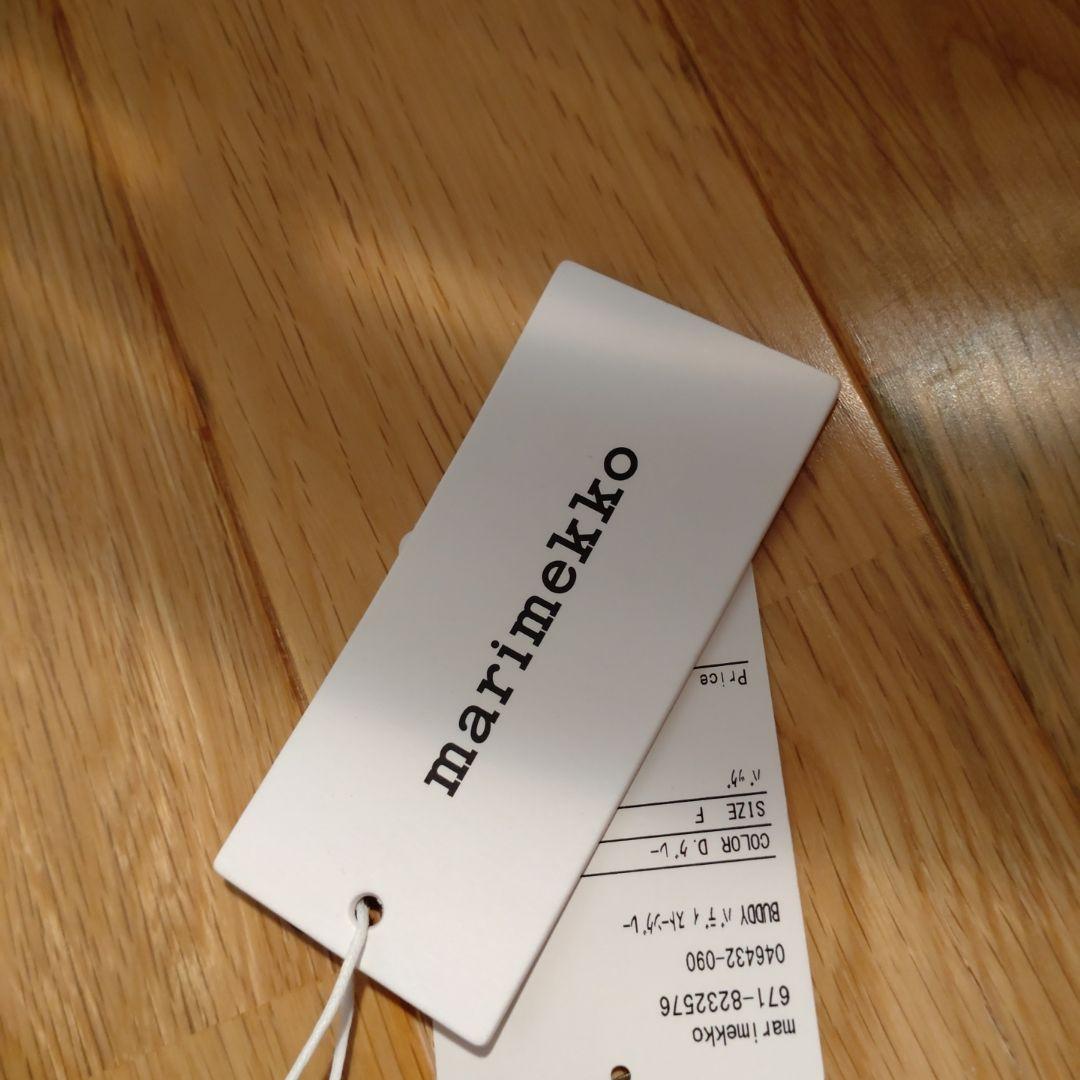 marimekko
marimekko
671-8232576
046432-090
BUDDY ﾊﾞﾃﾞｨ ｽﾄｰﾝｸﾞﾚｰ
COLOR D.ｸﾞﾚｰ
SIZE F
ﾊﾞｯｸﾞ
Price